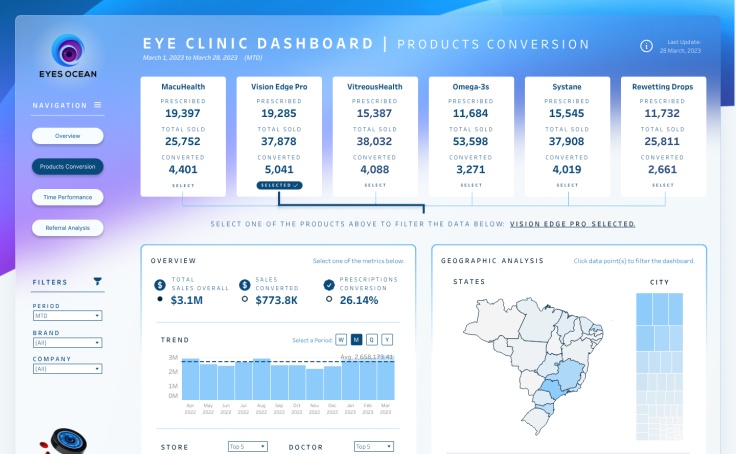 EYES OCEAN
NAVIGATION
Overview
Products Conversion
Time Performance
Referral Analysis
FILTERS
PERIOD
MTD
BRAND
(All)
COMPANY
(All)
EYE CLINIC DASHBOARD | PRODUCTS CONVERSION
March 1, 2023 to March 28, 2023 (MTD)
Last Update:
28 March, 2023
MacuHealth
PRESCRIBED
19,397
TOTAL SOLD
25,752
CONVERTED
4,401
SELECT
Vision Edge Pro
PRESCRIBED
19,285
TOTAL SOLD
37,878
CONVERTED
5,041
SELECTED ✓
VitreousHealth
PRESCRIBED
15,387
TOTAL SOLD
38,032
CONVERTED
4,088
SELECT
Omega-3s
PRESCRIBED
11,684
TOTAL SOLD
53,598
CONVERTED
3,271
SELECT
Systane
PRESCRIBED
15,545
TOTAL SOLD
37,908
CONVERTED
4,019
SELECT
Rewetting Drops
PRESCRIBED
11,732
TOTAL SOLD
25,811
CONVERTED
2,661
SELECT
SELECT ONE OF THE PRODUCTS ABOVE TO FILTER THE DATA BELOW: VISION EDGE PRO SELECTED.
OVERVIEW
Select one of the metrics below.
TOTAL
SALES OVERALL
$3.1M
SALES
CONVERTED
$773.8K
PRESCRIPTIONS
CONVERSION
26.14%
TREND
Select a Period: W M Q Y
Avg. 2,658,173.41
3M
2M
1M
0M
Apr 2022
May 2022
Jun 2022
Jul 2022
Aug 2022
Sep 2022
Oct 2022
Nov 2022
Dec 2022
Jan 2023
Feb 2023
Mar 2023
STORE
Top 5
DOCTOR
Top 5
GEOGRAPHIC ANALYSIS
Click data point(s) to filter the dashboard.
STATES
CITY